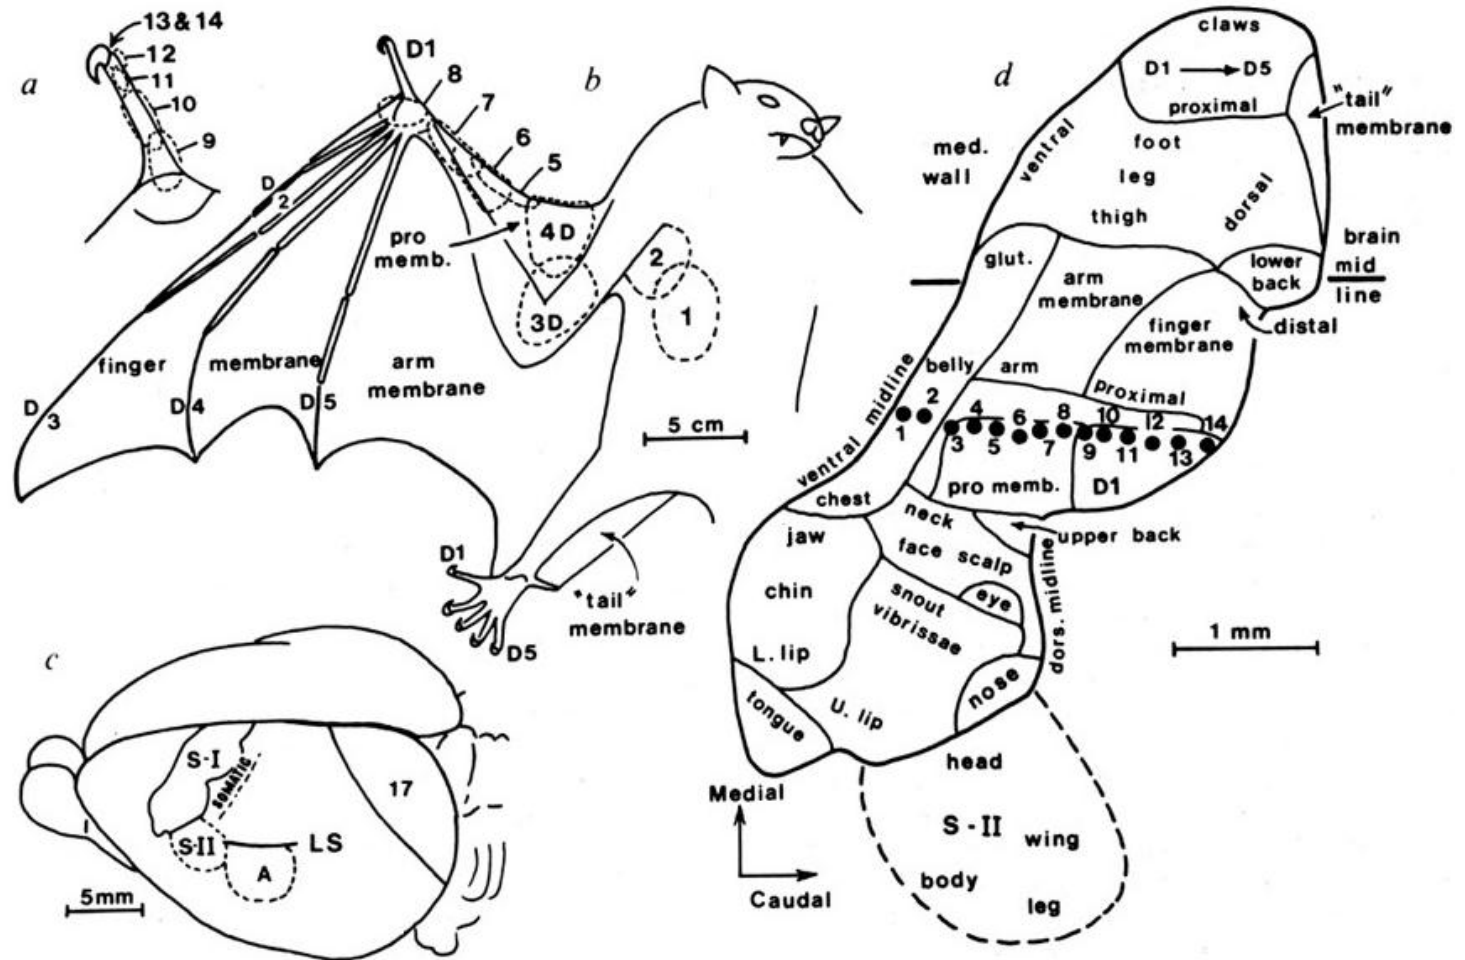 a
13&14
12
11
10
9
D1
8
b
7
6
5
D
2
pro
memb.
4D
2
1
3D
finger
membrane
arm
membrane
D
3
D4
D5
5 cm
D1
"tail"
membrane
D5
c
S-I
SOMATIC
17
S-II
LS
A
5mm
d
claws
D1 → D5
proximal
"tail"
membrane
med.
wall
ventral
foot
leg
thigh
dorsal
brain
mid
line
glut.
arm
membrane
lower
back
distal
finger
membrane
belly
arm
proximal
ventral midline
1
2
3
4
5
6
7
8
9
10
11
12
13
14
pro memb.
D1
chest
neck
upper back
jaw
face scalp
chin
snout
vibrissae
eye
dors. midline
1 mm
L. lip
nose
tongue
U. lip
head
Medial
Caudal
S-II
wing
body
leg